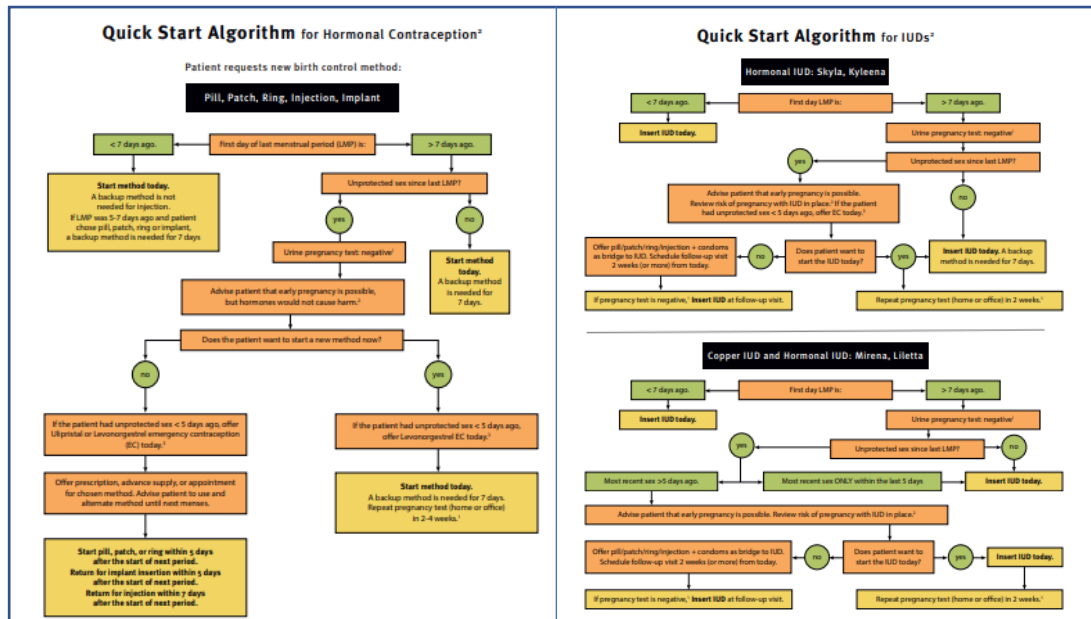 Quick Start Algorithm for Hormonal Contraception²
Patient requests new birth control method:
Pill, Patch, Ring, Injection, Implant
< 7 days ago.
First day of last menstrual period (LMP) is:
> 7 days ago.
Start method today.
A backup method is not
needed for injection.
If LMP was 5-7 days ago and patient
chose pill, patch, ring or implant,
a backup method is needed for 7 days
Unprotected sex since last LMP?
yes
no
Urine pregnancy test: negative¹
Start method
today.
A backup method
is needed for
7 days.
Advise patient that early pregnancy is possible,
but hormones would not cause harm.²
Does the patient want to start a new method now?
no
yes
If the patient had unprotected sex < 5 days ago, offer
Ulipristal or Levonorgestrel emergency contraception
(EC) today.³
If the patient had unprotected sex < 5 days ago,
offer Levonorgestrel EC today.³
Offer prescription, advance supply, or appointment
for chosen method. Advise patient to use and
alternate method until next menses.
Start method today.
A backup method is needed for 7 days.
Repeat pregnancy test (home or office)
in 2-4 weeks.¹
Start pill, patch, or ring within 5 days
after the start of next period.
Return for implant insertion within 5 days
after the start of next period.
Return for injection within 7 days
after the start of next period.
Quick Start Algorithm for IUDs²
Hormonal IUD: Skyla, Kyleena
< 7 days ago.
First day LMP is:
> 7 days ago.
Insert IUD today.
Urine pregnancy test: negative¹
yes
Unprotected sex since last LMP?
Advise patient that early pregnancy is possible.
Review risk of pregnancy with IUD in place.² If the patient
had unprotected sex < 5 days ago, offer EC today.³
no
Offer pill/patch/ring/injection + condoms
as bridge to IUD. Schedule follow-up visit
2 weeks (or more) from today.
no
Does patient want to
start the IUD today?
yes
Insert IUD today. A backup
method is needed for 7 days.
If pregnancy test is negative,¹ Insert IUD at follow-up visit.
Repeat pregnancy test (home or office) in 2 weeks.¹
Copper IUD and Hormonal IUD: Mirena, Liletta
< 7 days ago.
First day LMP is:
> 7 days ago.
Insert IUD today.
Urine pregnancy test: negative¹
yes
Unprotected sex since last LMP?
no
Most recent sex >5 days ago.
Most recent sex ONLY within the last 5 days
Insert IUD today.
Advise patient that early pregnancy is possible. Review risk of pregnancy with IUD in place.²
Offer pill/patch/ring/injection + condoms as bridge to IUD.
Schedule follow-up visit 2 weeks (or more) from today.
no
Does patient want to
start the IUD today?
yes
Insert IUD today.
If pregnancy test is negative,¹ Insert IUD at follow-up visit.
Repeat pregnancy test (home or office) in 2 weeks.¹